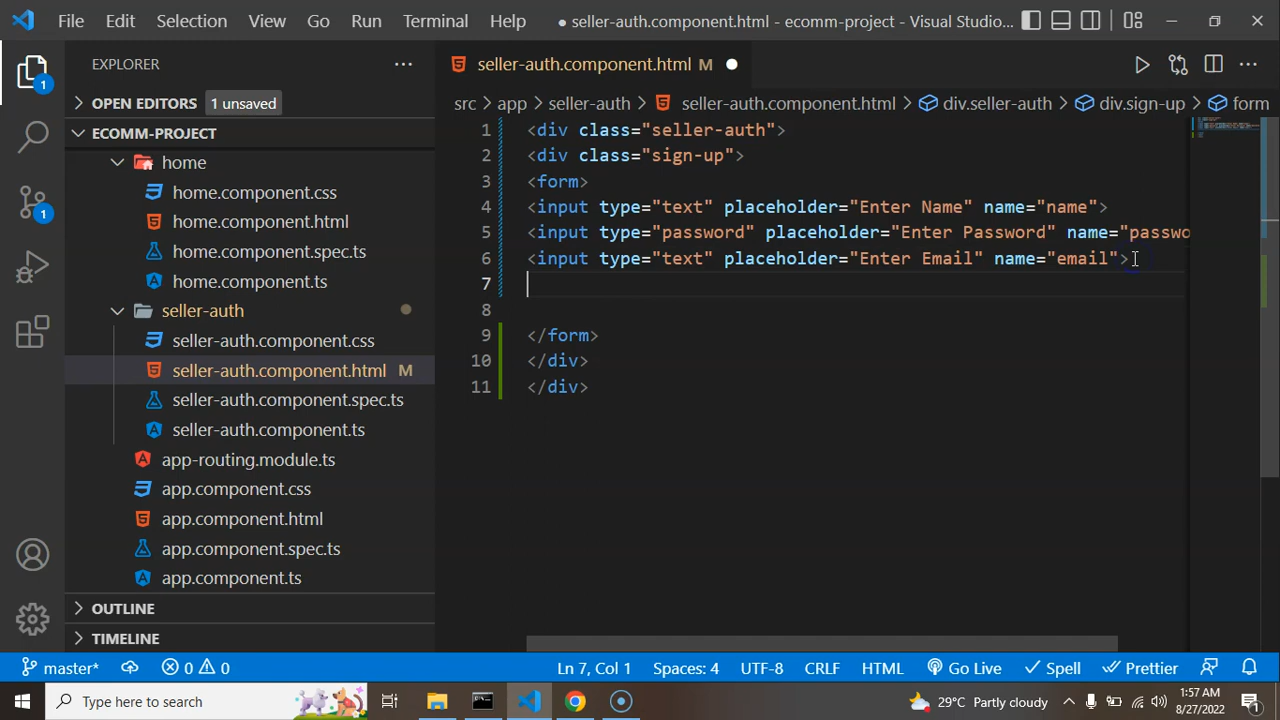 File Edit Selection View Go Run Terminal Help ● seller-auth.component.html - ecomm-project - Visual Studio...
EXPLORER
seller-auth.component.html M
OPEN EDITORS 1 unsaved
src > app > seller-auth > seller-auth.component.html > div.seller-auth > div.sign-up > form
ECOMM-PROJECT
home
home.component.css
home.component.html
home.component.spec.ts
home.component.ts
seller-auth
seller-auth.component.css
seller-auth.component.html M
seller-auth.component.spec.ts
seller-auth.component.ts
app-routing.module.ts
app.component.css
app.component.html
app.component.spec.ts
app.component.ts
OUTLINE
TIMELINE
1
1
1 <div class="seller-auth">
2 <div class="sign-up">
3 <form>
4 <input type="text" placeholder="Enter Name" name="name">
5 <input type="password" placeholder="Enter Password" name="passwo
6 <input type="text" placeholder="Enter Email" name="email">
7
8
9 </form>
10 </div>
11 </div>
master* 0 0 Ln 7, Col 1 Spaces: 4 UTF-8 CRLF HTML Go Live Spell Prettier
Type here to search 29°C Partly cloudy 1:57 AM
8/27/2022 1